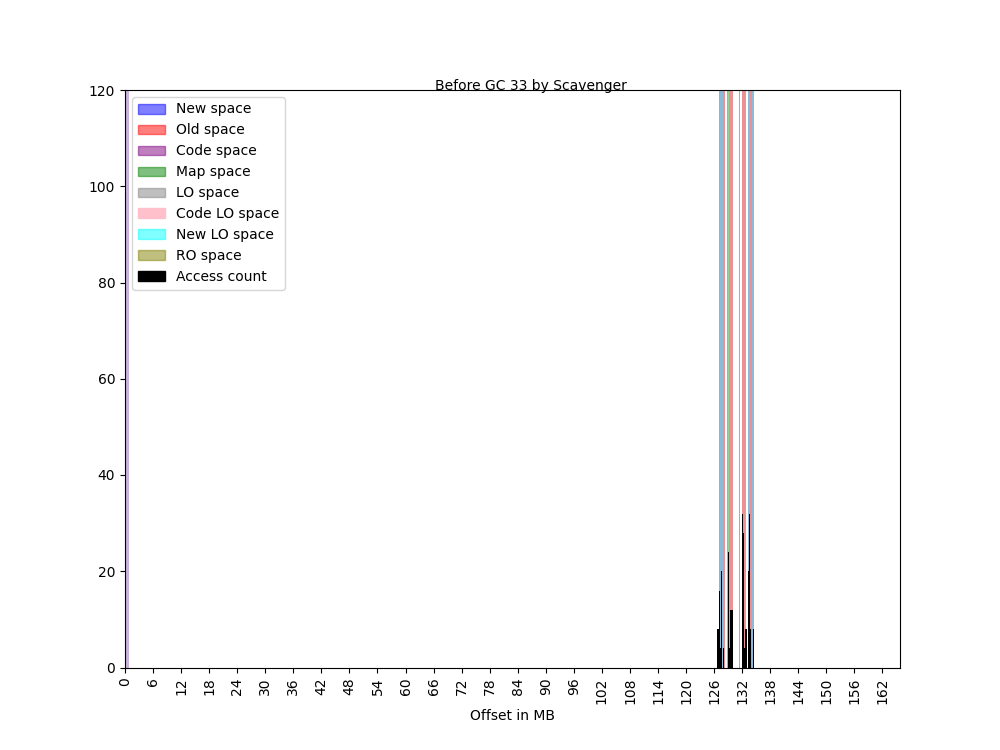 Before GC 33 by Scavenger
120
100
80
60
40
20
0
New space
Old space
Code space
Map space
LO space
Code LO space
New LO space
RO space
Access count
0 6 12 18 24 30 36 42 48 54 60 66 72 78 84 90 96 102 108 114 120 126 132 138 144 150 156 162
Offset in MB